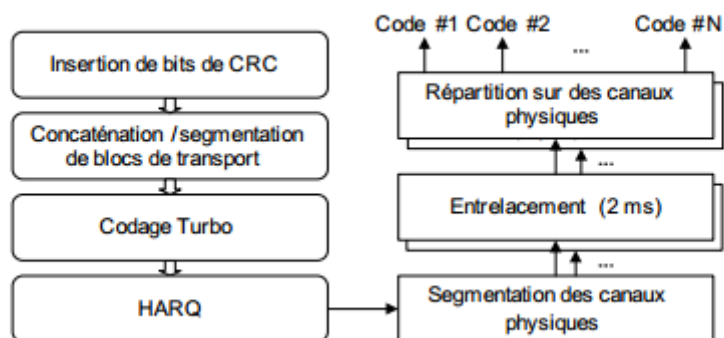 Code #1 Code #2 ... Code #N
Insertion de bits de CRC
Concaténation /segmentation
de blocs de transport
Codage Turbo
HARQ
Répartition sur des canaux
physiques
...
Entrelacement (2 ms)
...
Segmentation des canaux
physiques